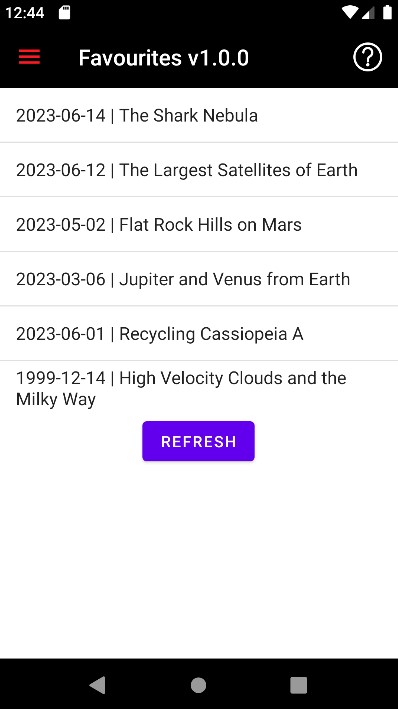 12:44
Favourites v1.0.0
2023-06-14 | The Shark Nebula
2023-06-12 | The Largest Satellites of Earth
2023-05-02 | Flat Rock Hills on Mars
2023-03-06 | Jupiter and Venus from Earth
2023-06-01 | Recycling Cassiopeia A
1999-12-14 | High Velocity Clouds and the
Milky Way
REFRESH